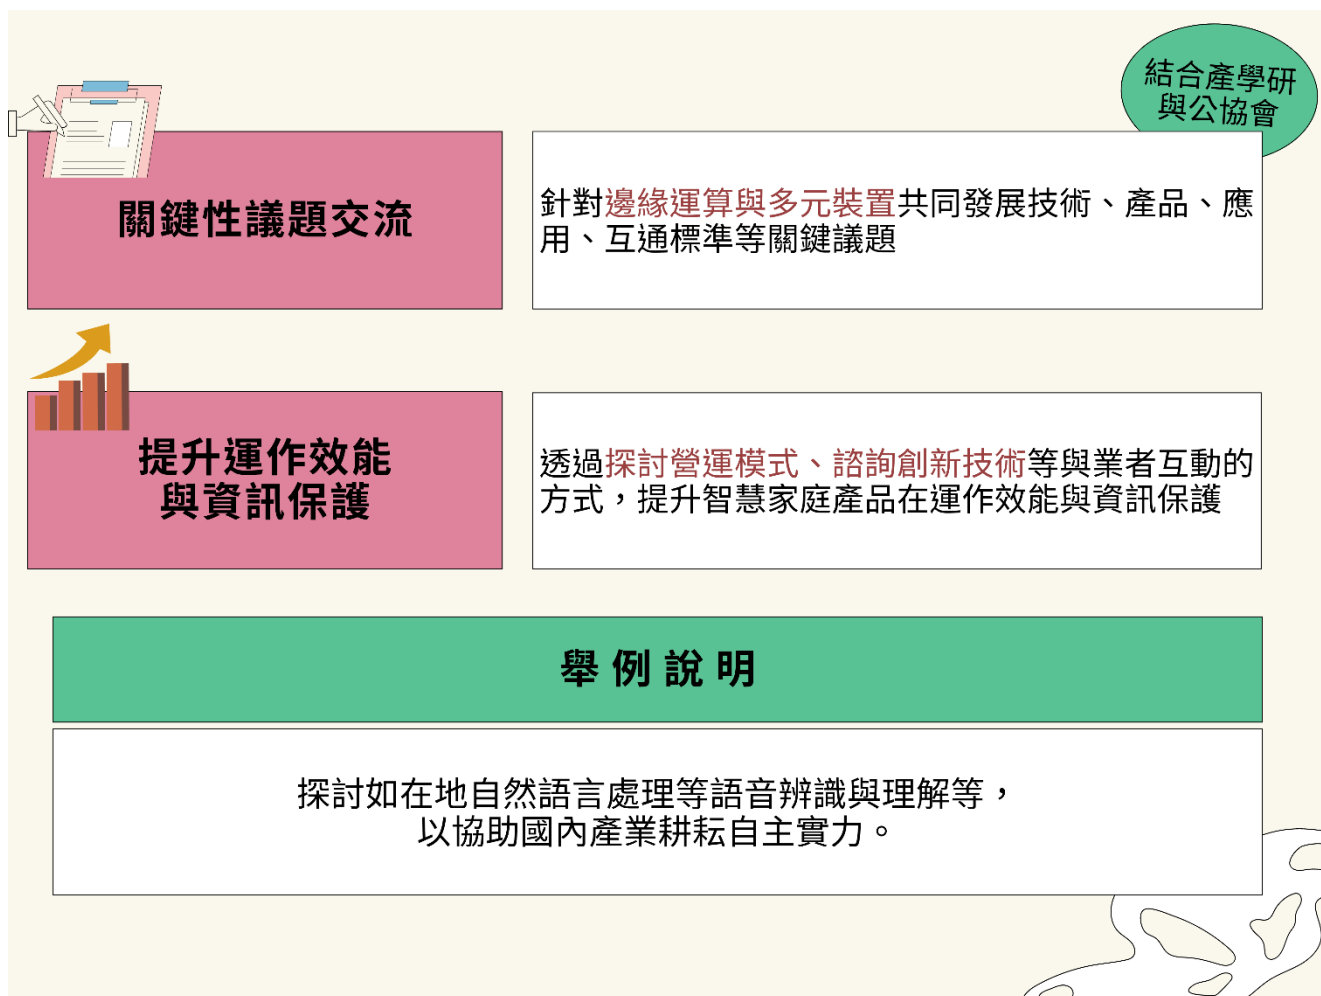 結合產學研
與公協會
關鍵性議題交流
針對邊緣運算與多元裝置共同發展技術、產品、應
用、互通標準等關鍵議題
提升運作效能
與資訊保護
透過探討營運模式、諮詢創新技術等與業者互動的
方式，提升智慧家庭產品在運作效能與資訊保護
舉例說明
探討如在地自然語言處理等語音辨識與理解等，
以協助國內產業耕耘自主實力。